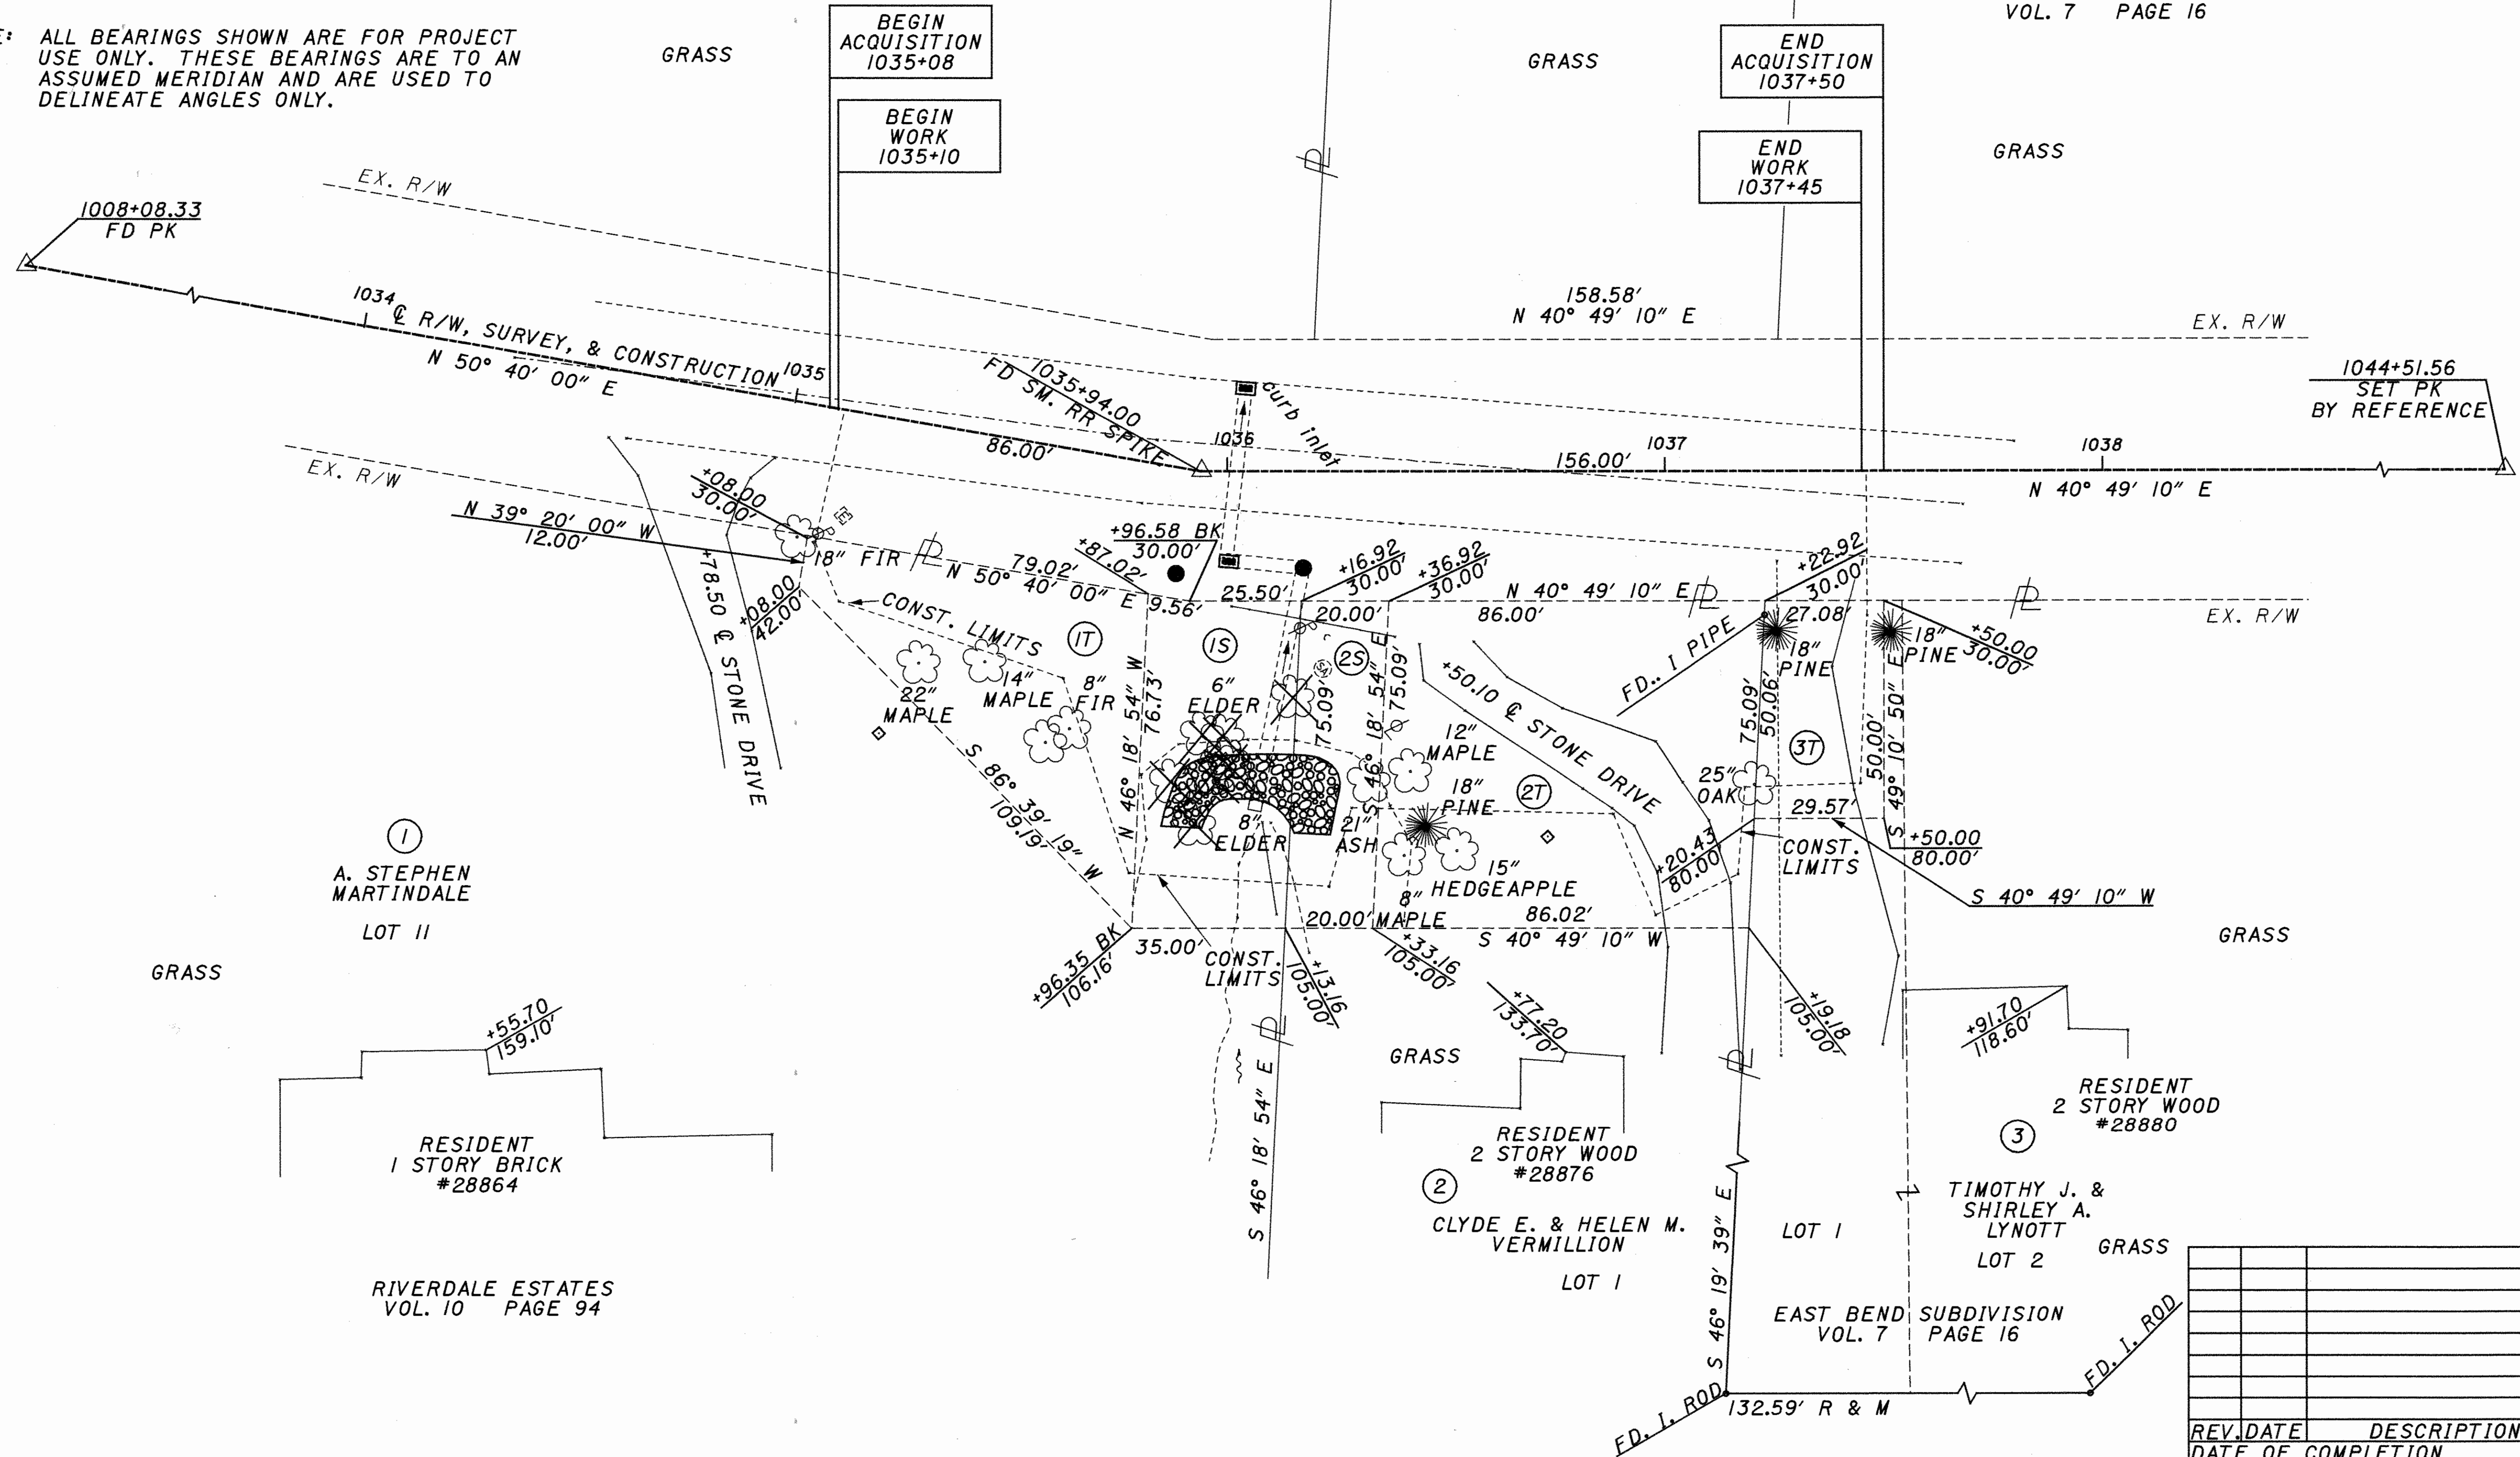 E: ALL BEARINGS SHOWN ARE FOR PROJECT
USE ONLY. THESE BEARINGS ARE TO AN
ASSUMED MERIDIAN AND ARE USED TO
DELINEATE ANGLES ONLY.
GRASS
BEGIN
ACQUISITION
1035+08
BEGIN
WORK
1035+10
GRASS
END
ACQUISITION
1037+50
END
WORK
1037+45
VOL. 7 PAGE 16
GRASS
EX. R/W
1008+08.33
FD PK
1034
℄ R/W, SURVEY, & CONSTRUCTION
N 50° 40' 00" E
1035
86.00'
1035+94.00
FD SM. RR SPIKE
curb inlet
1036
158.58'
N 40° 49' 10" E
EX. R/W
156.00'
1037
1038
N 40° 49' 10" E
1044+51.56
SET PK
BY REFERENCE
EX. R/W
N 39° 20' 00" W
12.00'
+08.00
30.00'
E
18" FIR
PL
+78.50 ℄ STONE DRIVE
+08.00
42.00'
79.02'
N 50° 40' 00" E
+87.02'
+96.58 BK
30.00'
9.56'
25.50'
+16.92
30.00'
20.00'
+36.92
30.00'
N 40° 49' 10" E
86.00'
PL
+22.92
30.00'
27.08'
PL
EX. R/W
+50.00
30.00'
CONST. LIMITS
1T
1S
2S
SA
22"
MAPLE
14"
MAPLE
8"
FIR
N 46° 18' 54" W
76.73'
6"
ELDER
75.09'
S 46° 18' 54" E
75.09'
+50.10 ℄ STONE DRIVE
FD.. I PIPE
18"
PINE
18"
PINE
75.09'
50.06'
3T
50.00'
S 49° 10' 50" E
S 86° 39' 19" W
109.19'
8"
ELDER
21"
ASH
12"
MAPLE
18"
PINE
2T
15"
HEDGEAPPLE
8"
MAPLE
25"
OAK
29.57'
+20.43
80.00'
CONST.
LIMITS
+50.00
80.00'
S 40° 49' 10" W
1
A. STEPHEN
MARTINDALE
LOT 11
GRASS
+96.35 BK
106.16'
35.00'
CONST.
LIMITS
20.00'
+13.16
105.00'
+33.16
105.00'
86.02'
S 40° 49' 10" W
+19.18
105.00'
GRASS
+55.70
159.10'
RESIDENT
1 STORY BRICK
#28864
RIVERDALE ESTATES
VOL. 10 PAGE 94
PL
S 46° 18' 54" E
GRASS
+77.20
133.70'
RESIDENT
2 STORY WOOD
#28876
2
CLYDE E. & HELEN M.
VERMILLION
LOT 1
PL
S 46° 19' 39" E
+91.70
118.60'
RESIDENT
2 STORY WOOD
#28880
3
TIMOTHY J. &
SHIRLEY A.
LYNOTT
LOT 2
LOT 1
GRASS
EAST BEND SUBDIVISION
VOL. 7 PAGE 16
FD. I. ROD
FD. I. ROD
132.59' R & M
REV. DATE DESCRIPTION
DATE OF COMPLETION